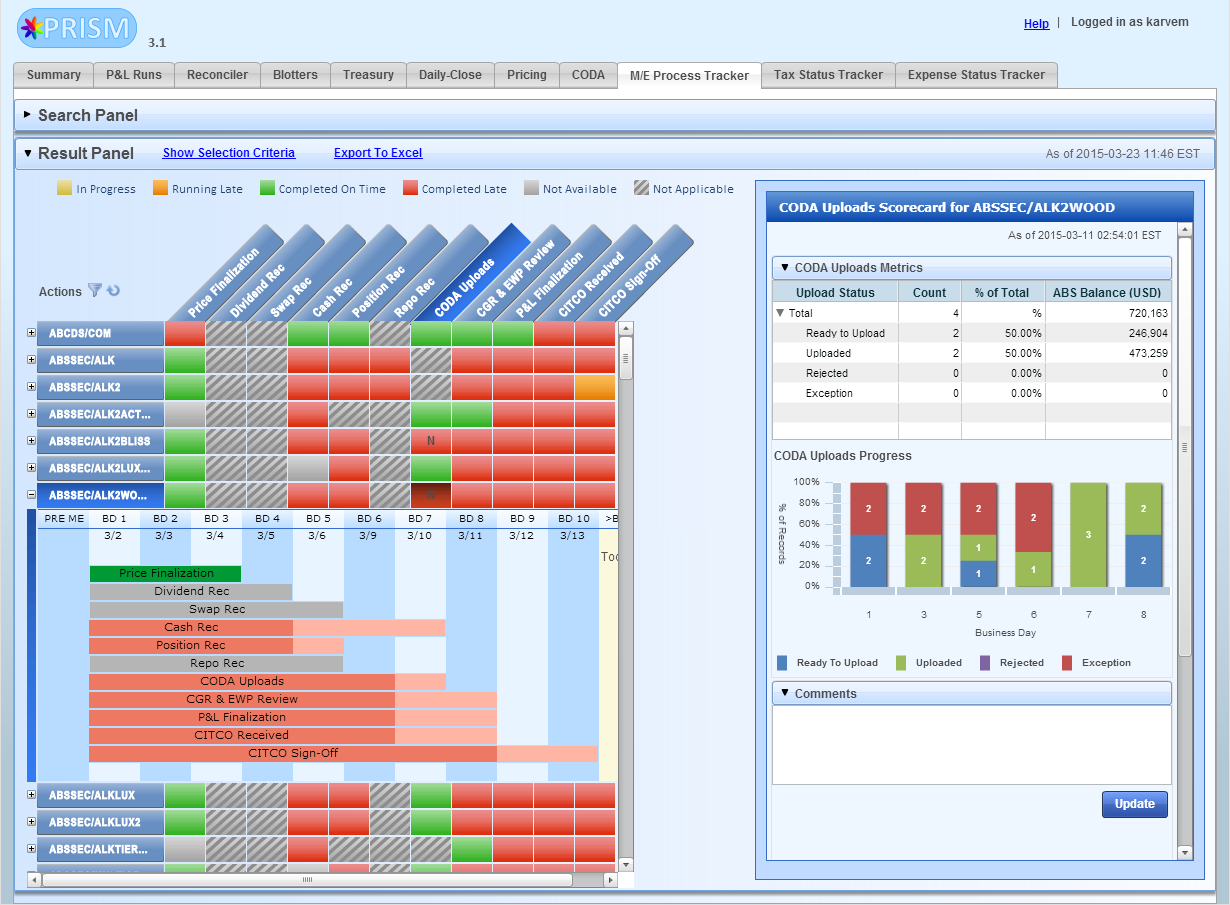 PRISM 3.1
Help | Logged in as karvem
Summary P&L Runs Reconciler Blotters Treasury Daily-Close Pricing CODA M/E Process Tracker Tax Status Tracker Expense Status Tracker
Search Panel
Result Panel Show Selection Criteria Export To Excel As of 2015-03-23 11:46 EST
In Progress Running Late Completed On Time Completed Late Not Available Not Applicable
Actions
Price Finalization
Dividend Rec
Swap Rec
Cash Rec
Position Rec
Repo Rec
CODA Uploads
CGR & EWP Review
P&L Finalization
CITCO Received
CITCO Sign-Off
ABCDS/COM
ABSSEC/ALK
ABSSEC/ALK2
ABSSEC/ALK2ACT...
ABSSEC/ALK2BLISS N
ABSSEC/ALK2LUX...
ABSSEC/ALK2WO...
PRE ME BD 1 BD 2 BD 3 BD 4 BD 5 BD 6 BD 7 BD 8 BD 9 BD 10 >B
3/2 3/3 3/4 3/5 3/6 3/9 3/10 3/11 3/12 3/13
Price Finalization
Dividend Rec
Swap Rec
Cash Rec
Position Rec
Repo Rec
CODA Uploads
CGR & EWP Review
P&L Finalization
CITCO Received
CITCO Sign-Off
ABSSEC/ALKLUX
ABSSEC/ALKLUX2
ABSSEC/ALKTIER...
CODA Uploads Scorecard for ABSSEC/ALK2WOOD
As of 2015-03-11 02:54:01 EST
CODA Uploads Metrics
Upload Status Count % of Total ABS Balance (USD)
Total 4 % 720,163
Ready to Upload 2 50.00% 246,904
Uploaded 2 50.00% 473,259
Rejected 0 0.00% 0
Exception 0 0.00% 0
CODA Uploads Progress
% of Records
100%
80%
60%
40%
20%
0%
2 2 2 2 3 2
2 2 1 1 2
1
1 3 5 6 7 8
Business Day
Ready To Upload Uploaded Rejected Exception
Comments
Update